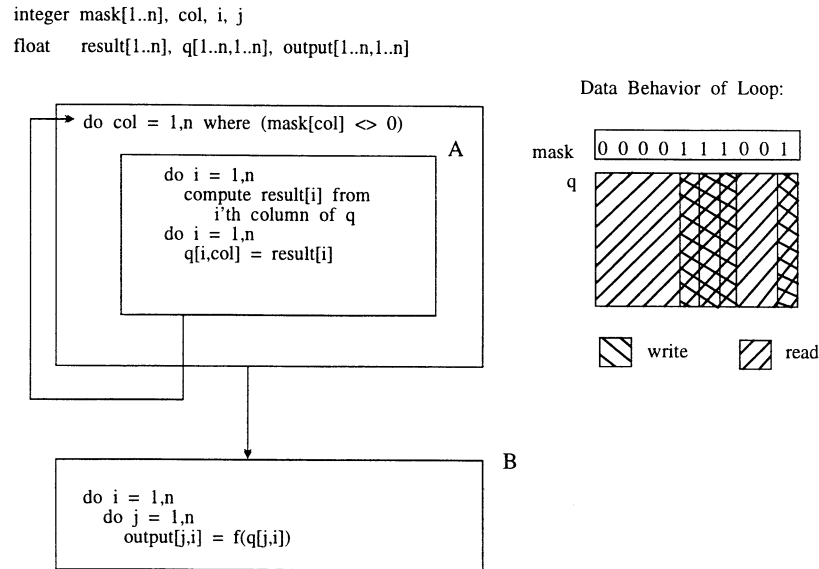 integer mask[1..n], col, i, j
float result[1..n], q[1..n,1..n], output[1..n,1..n]
do col = 1,n where (mask[col] <> 0)
A
do i = 1,n
compute result[i] from
i'th column of q
do i = 1,n
q[i,col] = result[i]
Data Behavior of Loop:
mask 0 0 0 0 1 1 1 0 0 1
q
write read
B
do i = 1,n
do j = 1,n
output[j,i] = f(q[j,i])